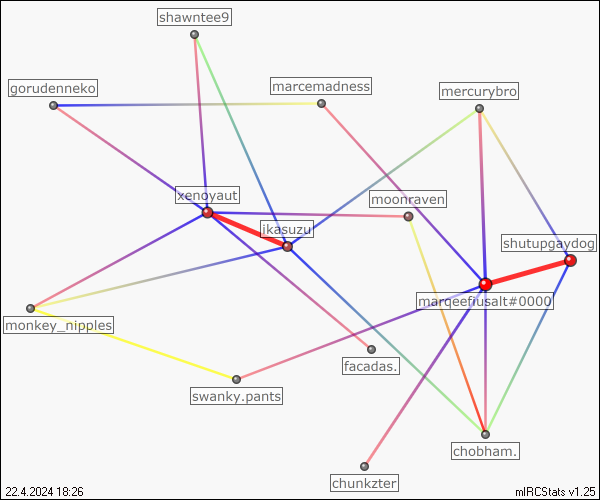 shawntee9
gorudenneko
marcemadness
mercurybro
xenoyaut
moonraven
jkasuzu
shutupgaydog
marqeefiusalt#0000
monkey_nipples
facadas.
swanky.pants
chobham.
chunkzter
22.4.2024 18:26
mIRCStats v1.25